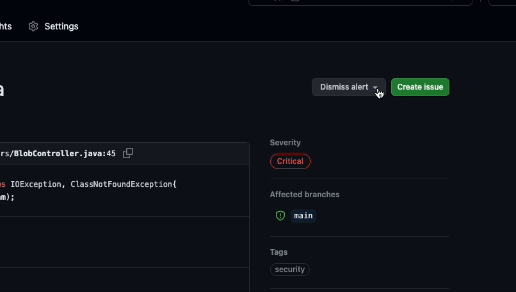 hts
Settings
a
Dismiss alert
Create issue
rs/BlobController.java:45
Severity
Critical
s IOException, ClassNotFoundException{
m);
Affected branches
main
Tags
security